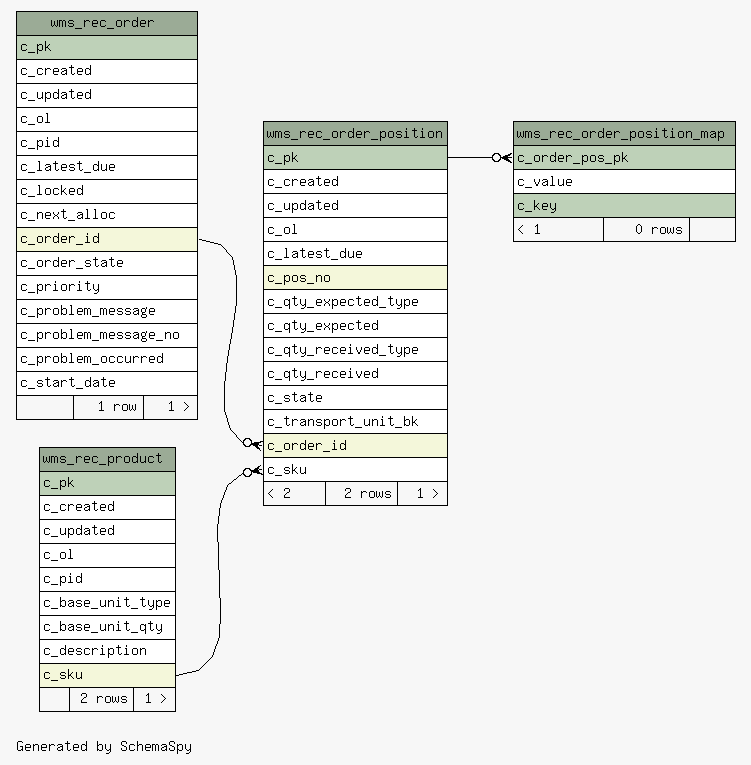 wms_rec_order
c_pk
c_created
c_updated
c_ol
c_pid
c_latest_due
c_locked
c_next_alloc
c_order_id
c_order_state
c_priority
c_problem_message
c_problem_message_no
c_problem_occurred
c_start_date
1 row 1 >
wms_rec_order_position
c_pk
c_created
c_updated
c_ol
c_latest_due
c_pos_no
c_qty_expected_type
c_qty_expected
c_qty_received_type
c_qty_received
c_state
c_transport_unit_bk
c_order_id
c_sku
< 2 2 rows 1 >
wms_rec_order_position_map
c_order_pos_pk
c_value
c_key
< 1 0 rows
wms_rec_product
c_pk
c_created
c_updated
c_ol
c_pid
c_base_unit_type
c_base_unit_qty
c_description
c_sku
2 rows 1 >
Generated by SchemaSpy